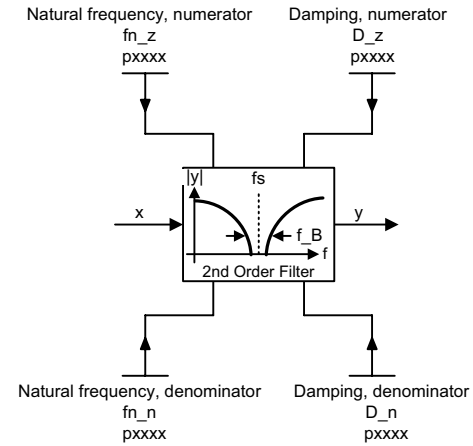 Natural frequency, numerator
fn_z
pxxxx
Damping, numerator
D_z
pxxxx
|y|
fs
x
y
f_B
f
2nd Order Filter
Natural frequency, denominator
fn_n
pxxxx
Damping, denominator
D_n
pxxxx